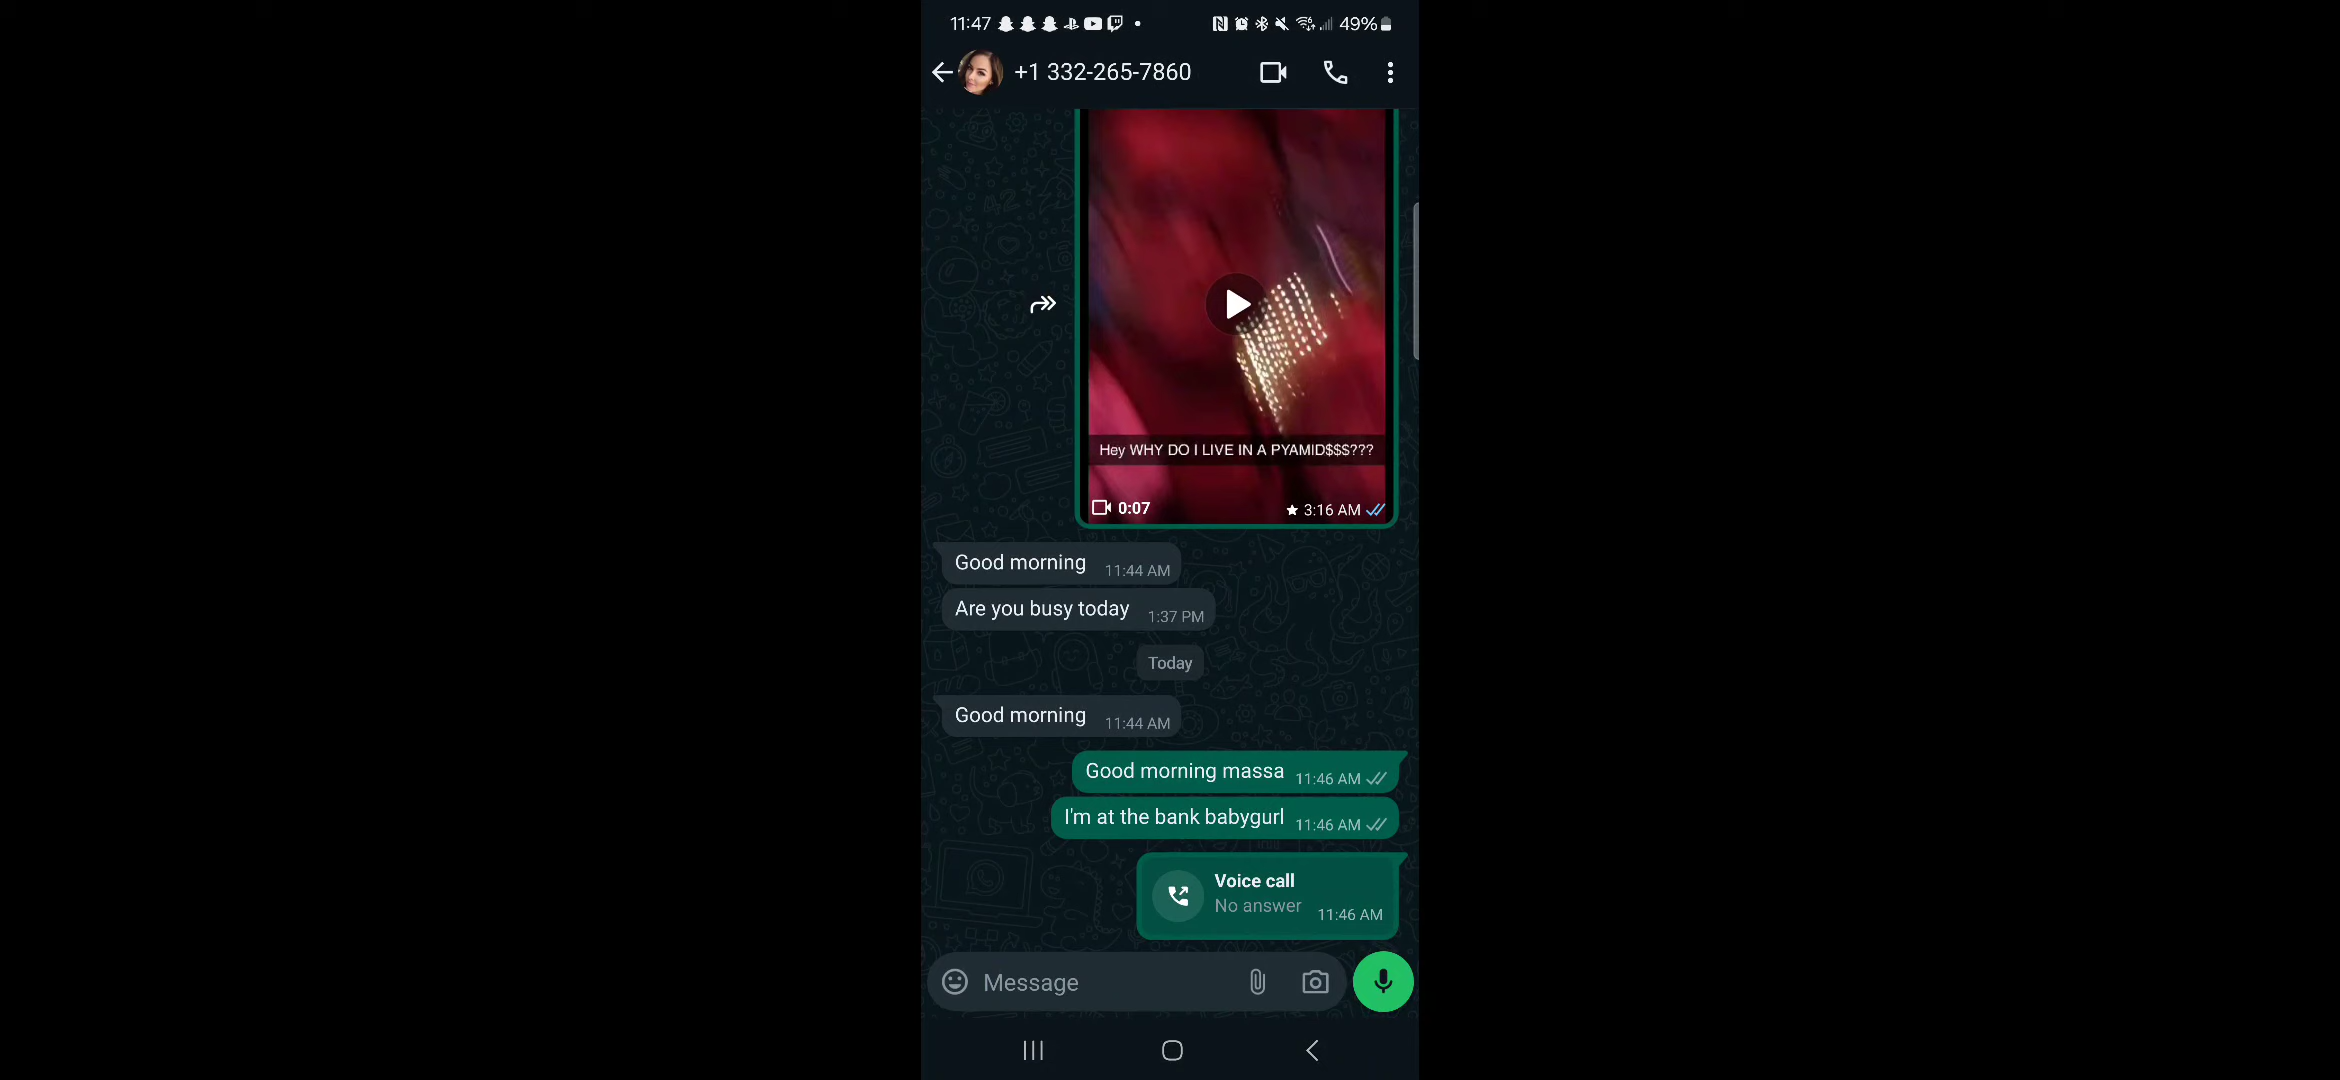 11:47
49%
+1 332-265-7860
Hey WHY DO I LIVE IN A PYAMID$$$???
0:07
3:16 AM
Good morning 11:44 AM
Are you busy today 1:37 PM
Today
Good morning 11:44 AM
Good morning massa 11:46 AM
I'm at the bank babygurl 11:46 AM
Voice call
No answer 11:46 AM
Message